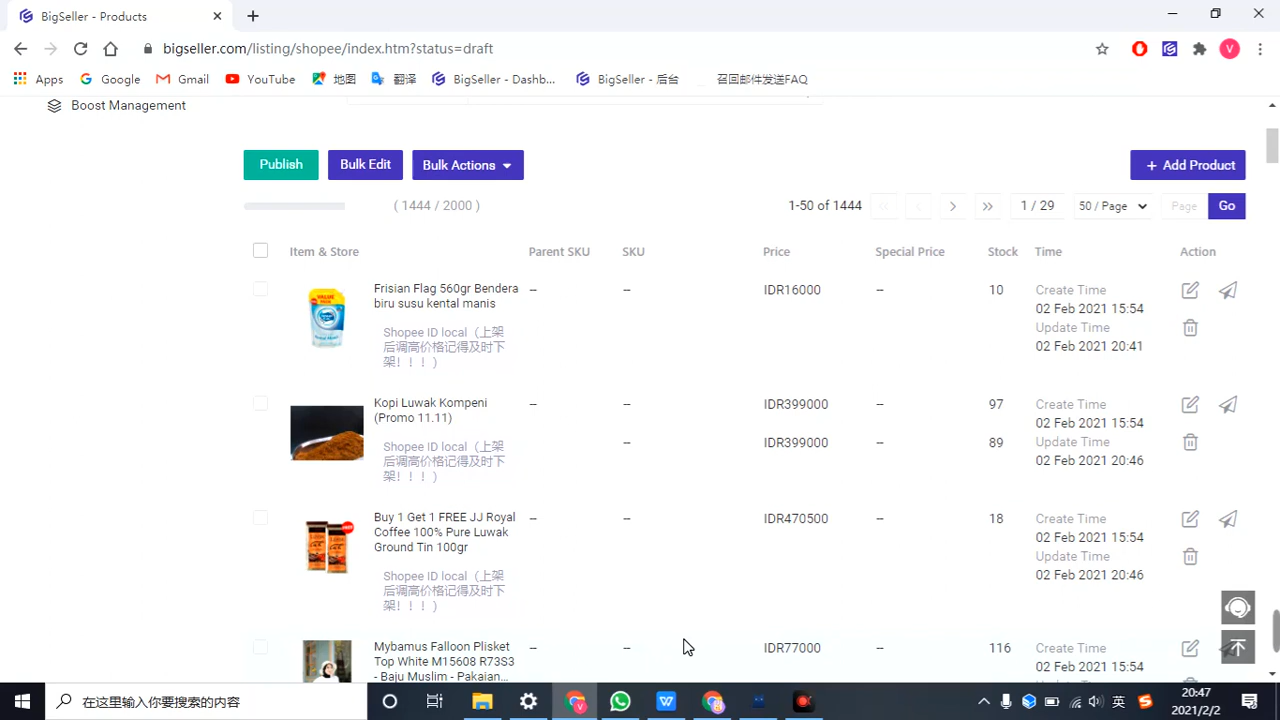 BigSeller - Products
bigseller.com/listing/shopee/index.htm?status=draft
V
Apps
Google
Gmail
YouTube
地图
翻译
BigSeller - Dashb...
BigSeller - 后台
召回邮件发送FAQ
Boost Management
Publish
Bulk Edit
Bulk Actions
+ Add Product
( 1444 / 2000 )
1-50 of 1444
1 / 29
50 / Page
Page
Go
Item & Store
Parent SKU
SKU
Price
Special Price
Stock
Time
Action
Frisian Flag 560gr Bendera
biru susu kental manis
Shopee ID local（上架
后调高价格记得及时下
架！！！）
--
--
IDR16000
--
10
Create Time
02 Feb 2021 15:54
Update Time
02 Feb 2021 20:41
Kopi Luwak Kompeni
(Promo 11.11)
Shopee ID local（上架
后调高价格记得及时下
架！！！）
--
--
IDR399000
--
97
--
IDR399000
89
Create Time
02 Feb 2021 15:54
Update Time
02 Feb 2021 20:46
Buy 1 Get 1 FREE JJ Royal
Coffee 100% Pure Luwak
Ground Tin 100gr
Shopee ID local（上架
后调高价格记得及时下
架！！！）
--
--
IDR470500
--
18
Create Time
02 Feb 2021 15:54
Update Time
02 Feb 2021 20:46
Mybamus Falloon Plisket
Top White M15608 R73S3
- Baju Muslim - Pakaian
--
--
IDR77000
--
116
Create Time
02 Feb 2021 15:54
在这里输入你要搜索的内容
英
20:47
2021/2/2